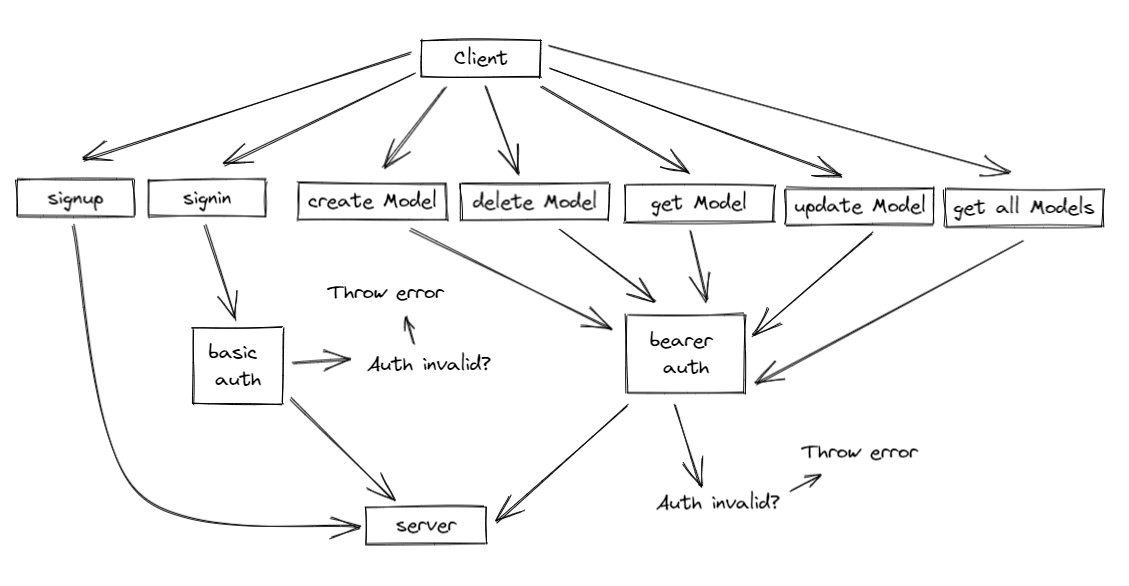 Client
signup
signin
create Model
delete Model
get Model
update Model
get all Models
Throw error
basic
auth
Auth invalid?
bearer
auth
Throw error
Auth invalid?
server